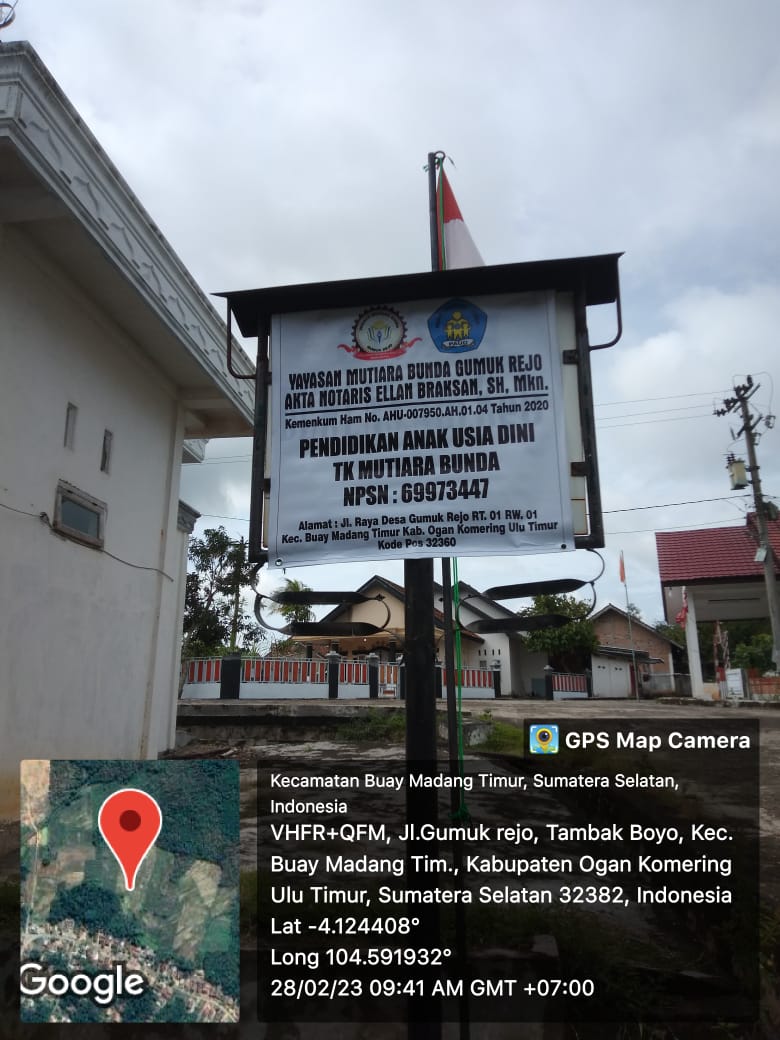 PAUD
YAYASAN MUTIARA BUNDA GUMUK REJO
AKTA NOTARIS ELLAN BRAKSAN, SH, Mkn.
Kemenkum Ham No. AHU-007950.AH.01.04 Tahun 2020
PENDIDIKAN ANAK USIA DINI
TK MUTIARA BUNDA
NPSN : 69973447
Alamat : Jl. Raya Desa Gumuk Rejo RT. 01 RW. 01
Kec. Buay Madang Timur Kab. Ogan Komering Ulu Timur
Kode Pos 32360
GPS Map Camera
Kecamatan Buay Madang Timur, Sumatera Selatan,
Indonesia
VHFR+QFM, Jl.Gumuk rejo, Tambak Boyo, Kec.
Buay Madang Tim., Kabupaten Ogan Komering
Ulu Timur, Sumatera Selatan 32382, Indonesia
Lat -4.124408°
Long 104.591932°
28/02/23 09:41 AM GMT +07:00
Google